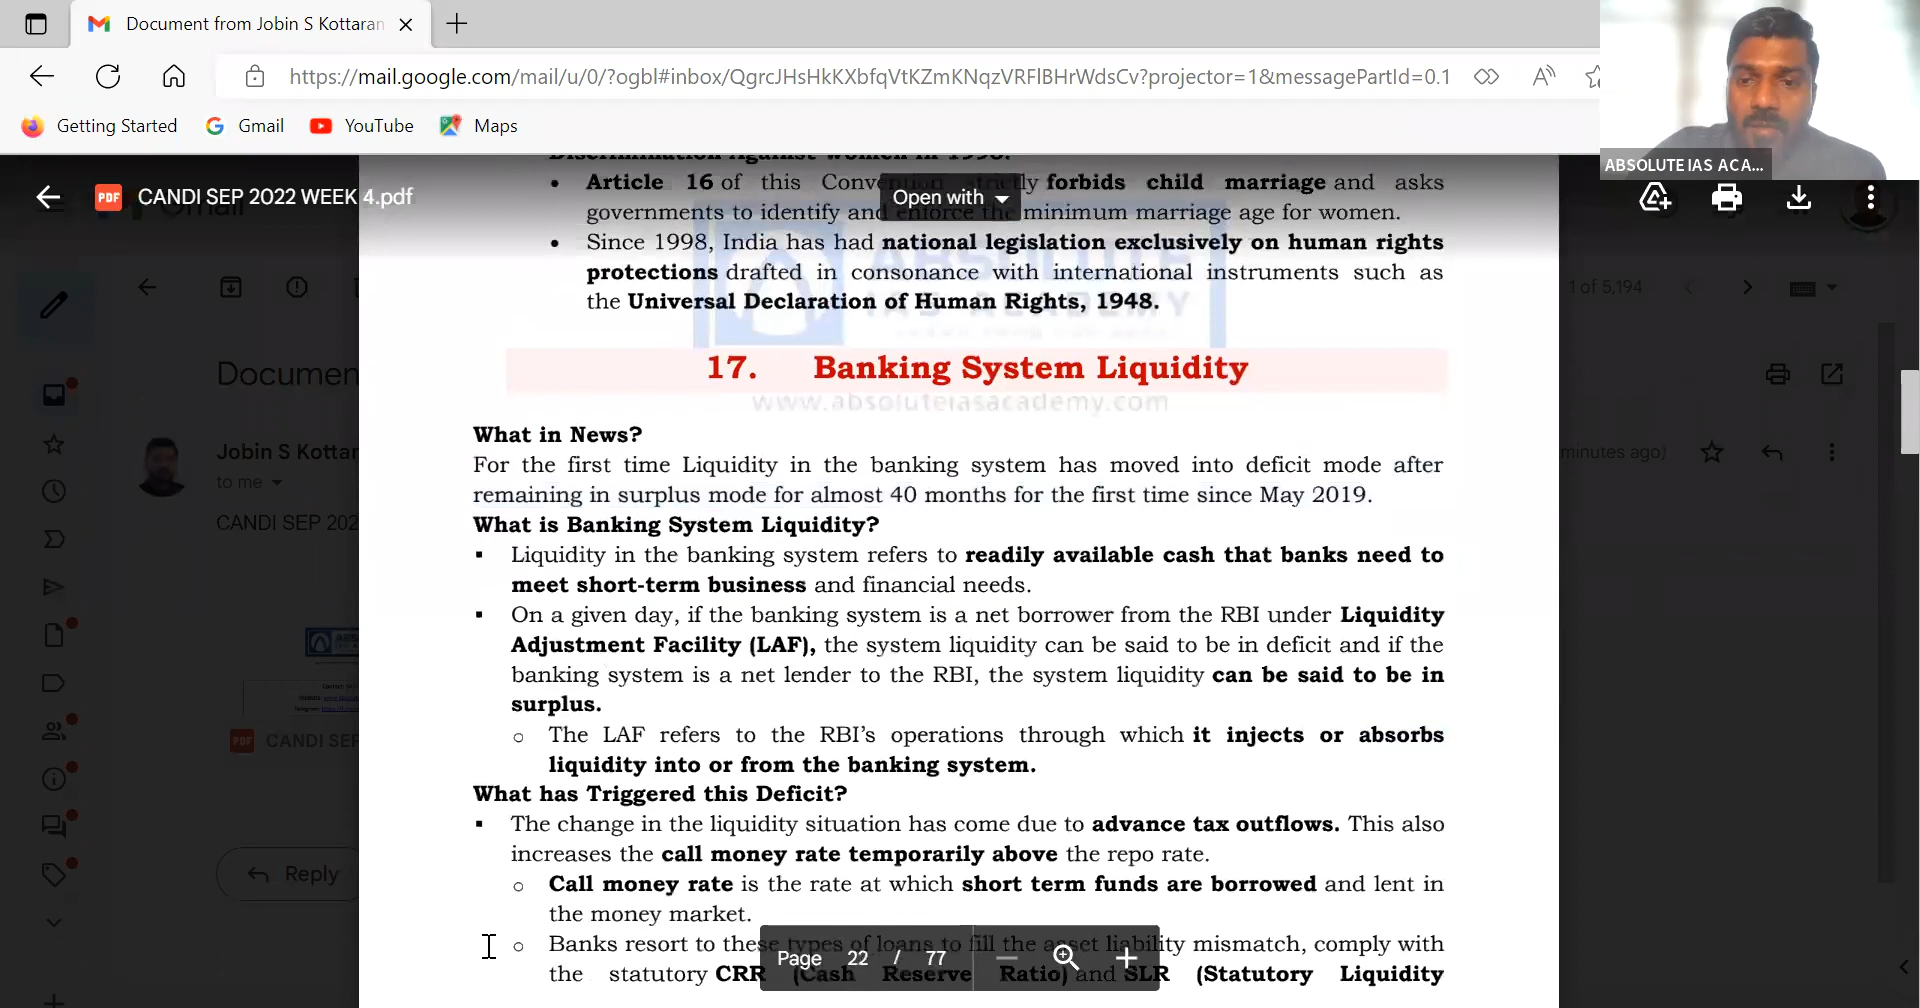 Document from Jobin S Kottaran
https://mail.google.com/mail/u/0/?ogbl#inbox/QgrcJHsHkKXbfqVtKZmKNqzVRFlBHrWdsCv?projector=1&messagePartId=0.1
Getting Started
Gmail
YouTube
Maps
ABSOLUTE IAS ACA...
PDF
CANDI SEP 2022 WEEK 4.pdf
Open with
Discrimination Against Women in 1998.
• Article 16 of this Convention strictly forbids child marriage and asks
governments to identify and enforce the minimum marriage age for women.
• Since 1998, India has had national legislation exclusively on human rights
protections drafted in consonance with international instruments such as
the Universal Declaration of Human Rights, 1948.
ABSOLUTE
IAS ACADEMY
1 of 5,194
17. Banking System Liquidity
www.absoluteiasacademy.com
Documen
Jobin S Kottar
to me
minutes ago)
CANDI SEP 202
What in News?
For the first time Liquidity in the banking system has moved into deficit mode after
remaining in surplus mode for almost 40 months for the first time since May 2019.
What is Banking System Liquidity?
▪ Liquidity in the banking system refers to readily available cash that banks need to
meet short-term business and financial needs.
▪ On a given day, if the banking system is a net borrower from the RBI under Liquidity
Adjustment Facility (LAF), the system liquidity can be said to be in deficit and if the
banking system is a net lender to the RBI, the system liquidity can be said to be in
surplus.
○ The LAF refers to the RBI's operations through which it injects or absorbs
liquidity into or from the banking system.
PDF
CANDI SEP
What has Triggered this Deficit?
▪ The change in the liquidity situation has come due to advance tax outflows. This also
increases the call money rate temporarily above the repo rate.
○ Call money rate is the rate at which short term funds are borrowed and lent in
the money market.
○ Banks resort to these types of loans to fill the asset liability mismatch, comply with
the statutory CRR (Cash Reserve Ratio) and SLR (Statutory Liquidity
Reply
Page 22 / 77